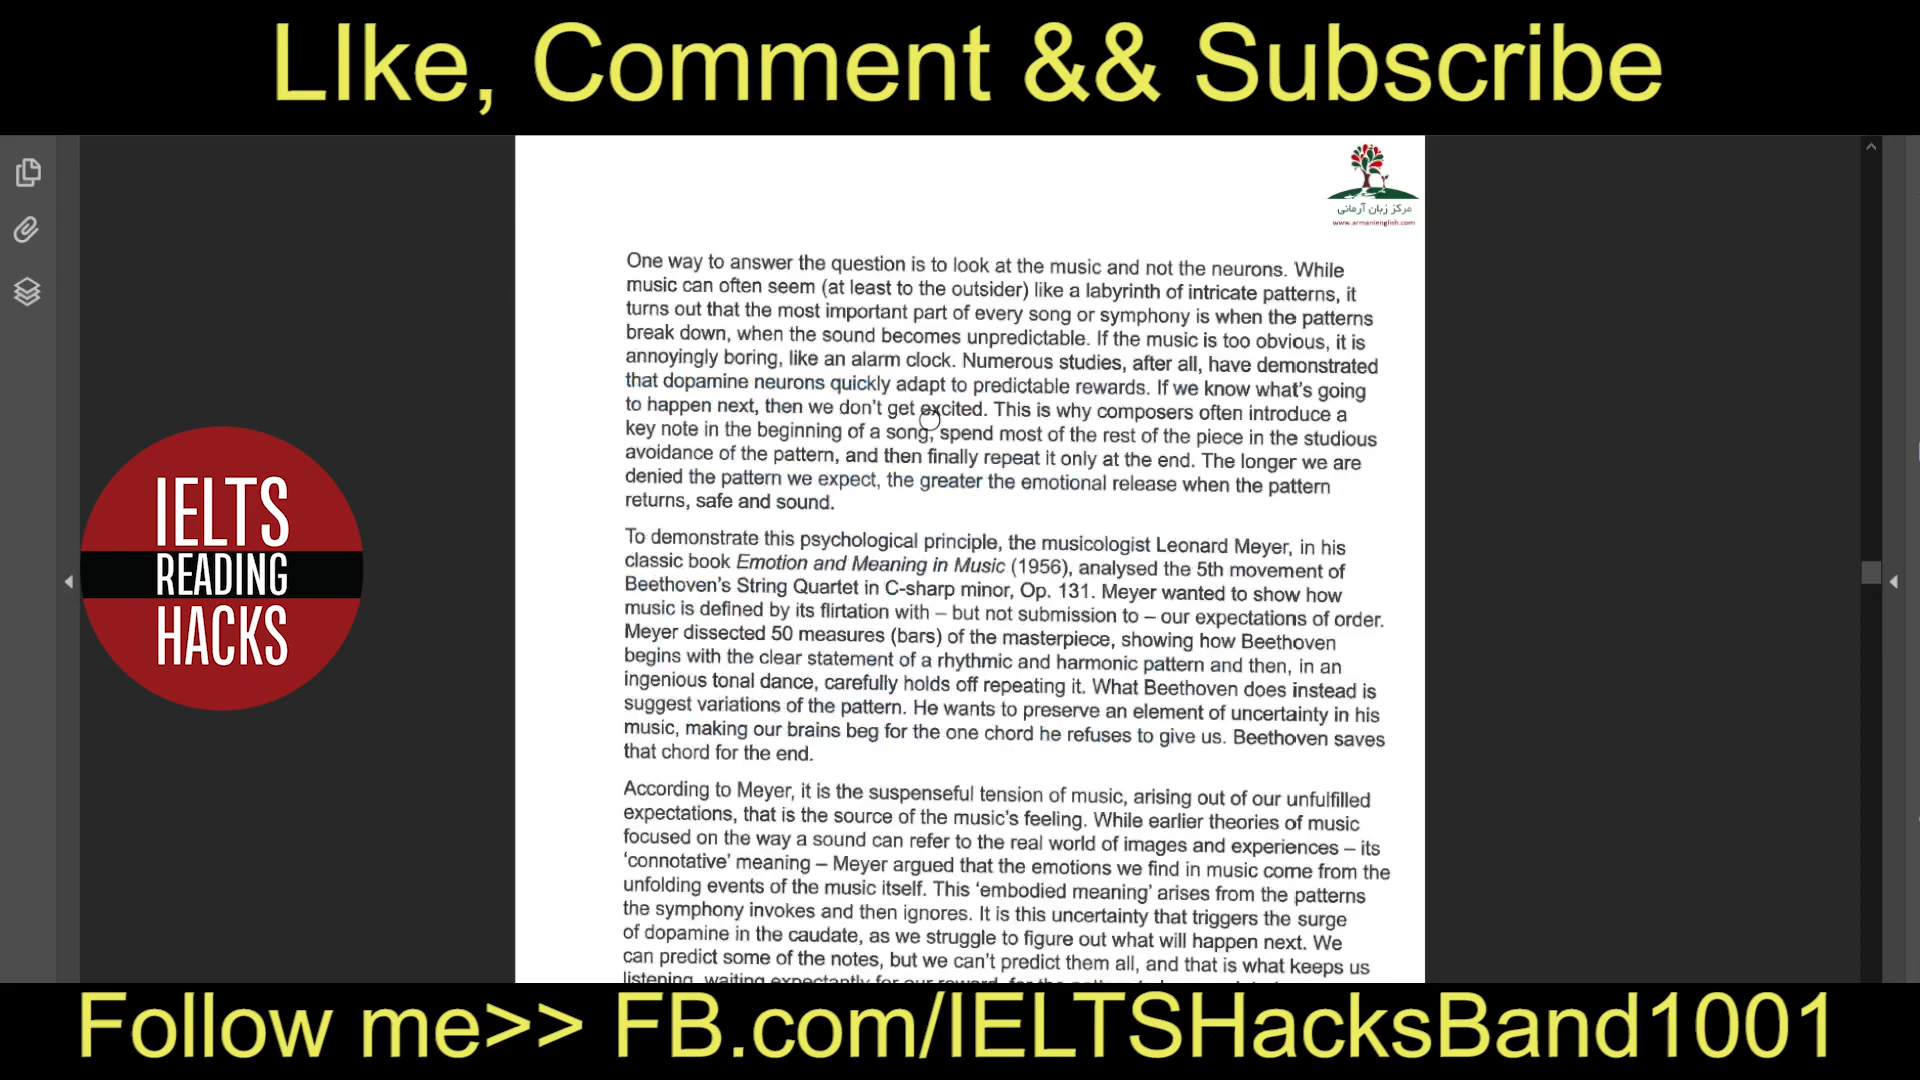 LIke, Comment && Subscribe
مرکز زبان آرمانی
www.armanienglish.com
One way to answer the question is to look at the music and not the neurons. While
music can often seem (at least to the outsider) like a labyrinth of intricate patterns, it
turns out that the most important part of every song or symphony is when the patterns
break down, when the sound becomes unpredictable. If the music is too obvious, it is
annoyingly boring, like an alarm clock. Numerous studies, after all, have demonstrated
that dopamine neurons quickly adapt to predictable rewards. If we know what's going
to happen next, then we don't get excited. This is why composers often introduce a
key note in the beginning of a song, spend most of the rest of the piece in the studious
avoidance of the pattern, and then finally repeat it only at the end. The longer we are
denied the pattern we expect, the greater the emotional release when the pattern
returns, safe and sound.
To demonstrate this psychological principle, the musicologist Leonard Meyer, in his
classic book Emotion and Meaning in Music (1956), analysed the 5th movement of
Beethoven's String Quartet in C-sharp minor, Op. 131. Meyer wanted to show how
music is defined by its flirtation with – but not submission to – our expectations of order.
Meyer dissected 50 measures (bars) of the masterpiece, showing how Beethoven
begins with the clear statement of a rhythmic and harmonic pattern and then, in an
ingenious tonal dance, carefully holds off repeating it. What Beethoven does instead is
suggest variations of the pattern. He wants to preserve an element of uncertainty in his
music, making our brains beg for the one chord he refuses to give us. Beethoven saves
that chord for the end.
According to Meyer, it is the suspenseful tension of music, arising out of our unfulfilled
expectations, that is the source of the music's feeling. While earlier theories of music
focused on the way a sound can refer to the real world of images and experiences – its
'connotative' meaning – Meyer argued that the emotions we find in music come from the
unfolding events of the music itself. This 'embodied meaning' arises from the patterns
the symphony invokes and then ignores. It is this uncertainty that triggers the surge
of dopamine in the caudate, as we struggle to figure out what will happen next. We
can predict some of the notes, but we can't predict them all, and that is what keeps us
listening, waiting expectantly for our reward, for the
IELTS
READING
HACKS
Follow me>> FB.com/IELTSHacksBand1001